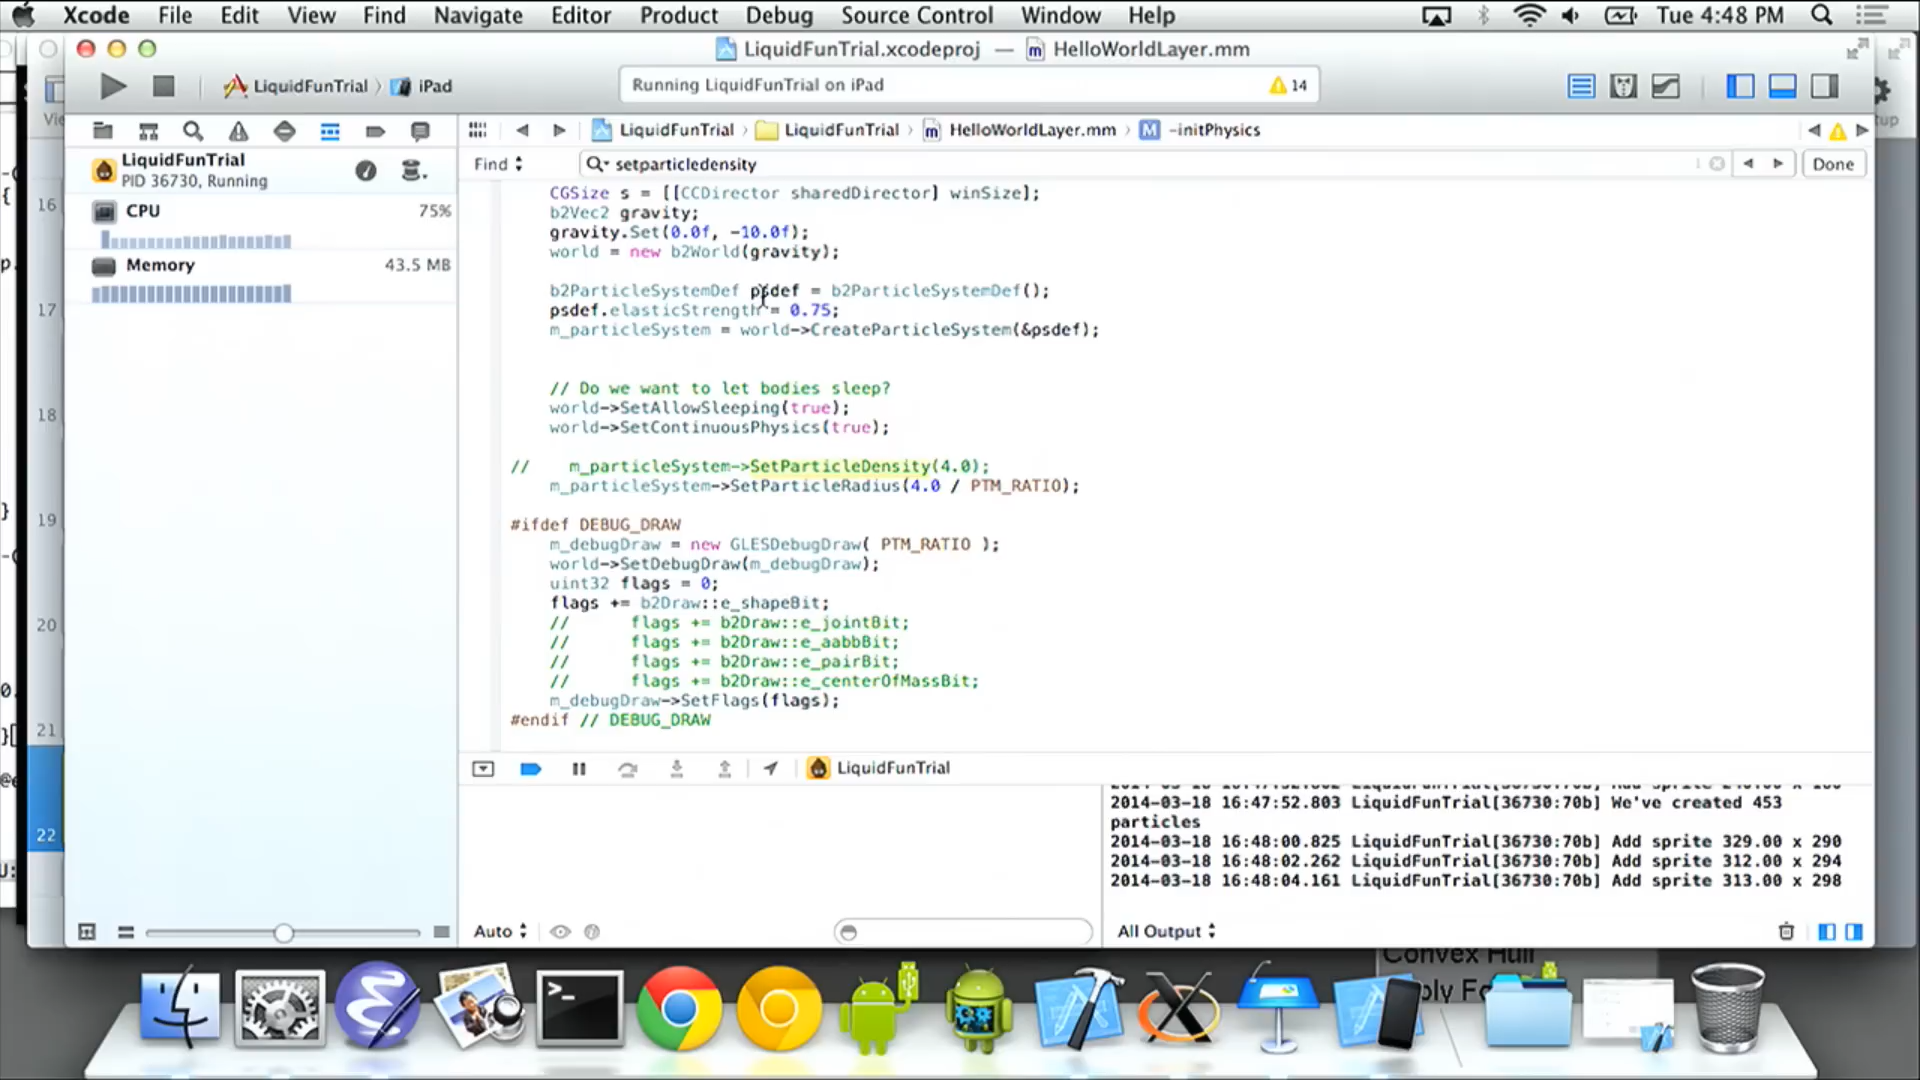 Xcode File Edit View Find Navigate Editor Product Debug Source Control Window Help Tue 4:48 PM
LiquidFunTrial.xcodeproj — HelloWorldLayer.mm
LiquidFunTrial iPad
Running LiquidFunTrial on iPad 14
LiquidFunTrial LiquidFunTrial HelloWorldLayer.mm M -initPhysics
LiquidFunTrial
PID 36730, Running
CPU 75%
Memory 43.5 MB
Find setparticledensity 1 Done
CGSize s = [[CCDirector sharedDirector] winSize];
b2Vec2 gravity;
gravity.Set(0.0f, -10.0f);
world = new b2World(gravity);
b2ParticleSystemDef psdef = b2ParticleSystemDef();
psdef.elasticStrength = 0.75;
m_particleSystem = world->CreateParticleSystem(&psdef);
// Do we want to let bodies sleep?
world->SetAllowSleeping(true);
world->SetContinuousPhysics(true);
// m_particleSystem->SetParticleDensity(4.0);
m_particleSystem->SetParticleRadius(4.0 / PTM_RATIO);
#ifdef DEBUG_DRAW
m_debugDraw = new GLESDebugDraw( PTM_RATIO );
world->SetDebugDraw(m_debugDraw);
uint32 flags = 0;
flags += b2Draw::e_shapeBit;
// flags += b2Draw::e_jointBit;
// flags += b2Draw::e_aabbBit;
// flags += b2Draw::e_pairBit;
// flags += b2Draw::e_centerOfMassBit;
m_debugDraw->SetFlags(flags);
#endif // DEBUG_DRAW
16
17
18
19
20
21
22
LiquidFunTrial
2014-03-18 16:47:52.803 LiquidFunTrial[36730:70b] We've created 453
particles
2014-03-18 16:48:00.825 LiquidFunTrial[36730:70b] Add sprite 329.00 x 290
2014-03-18 16:48:02.262 LiquidFunTrial[36730:70b] Add sprite 312.00 x 294
2014-03-18 16:48:04.161 LiquidFunTrial[36730:70b] Add sprite 313.00 x 298
Auto
All Output
Convex Hull